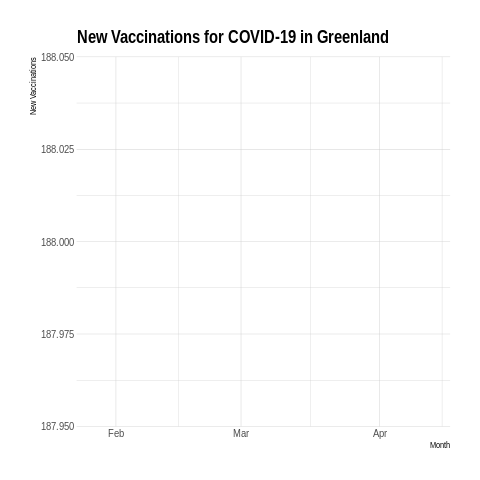 New Vaccinations for COVID-19 in Greenland
New Vaccinations
188.050
188.025
188.000
187.975
187.950
Feb Mar Apr
Month